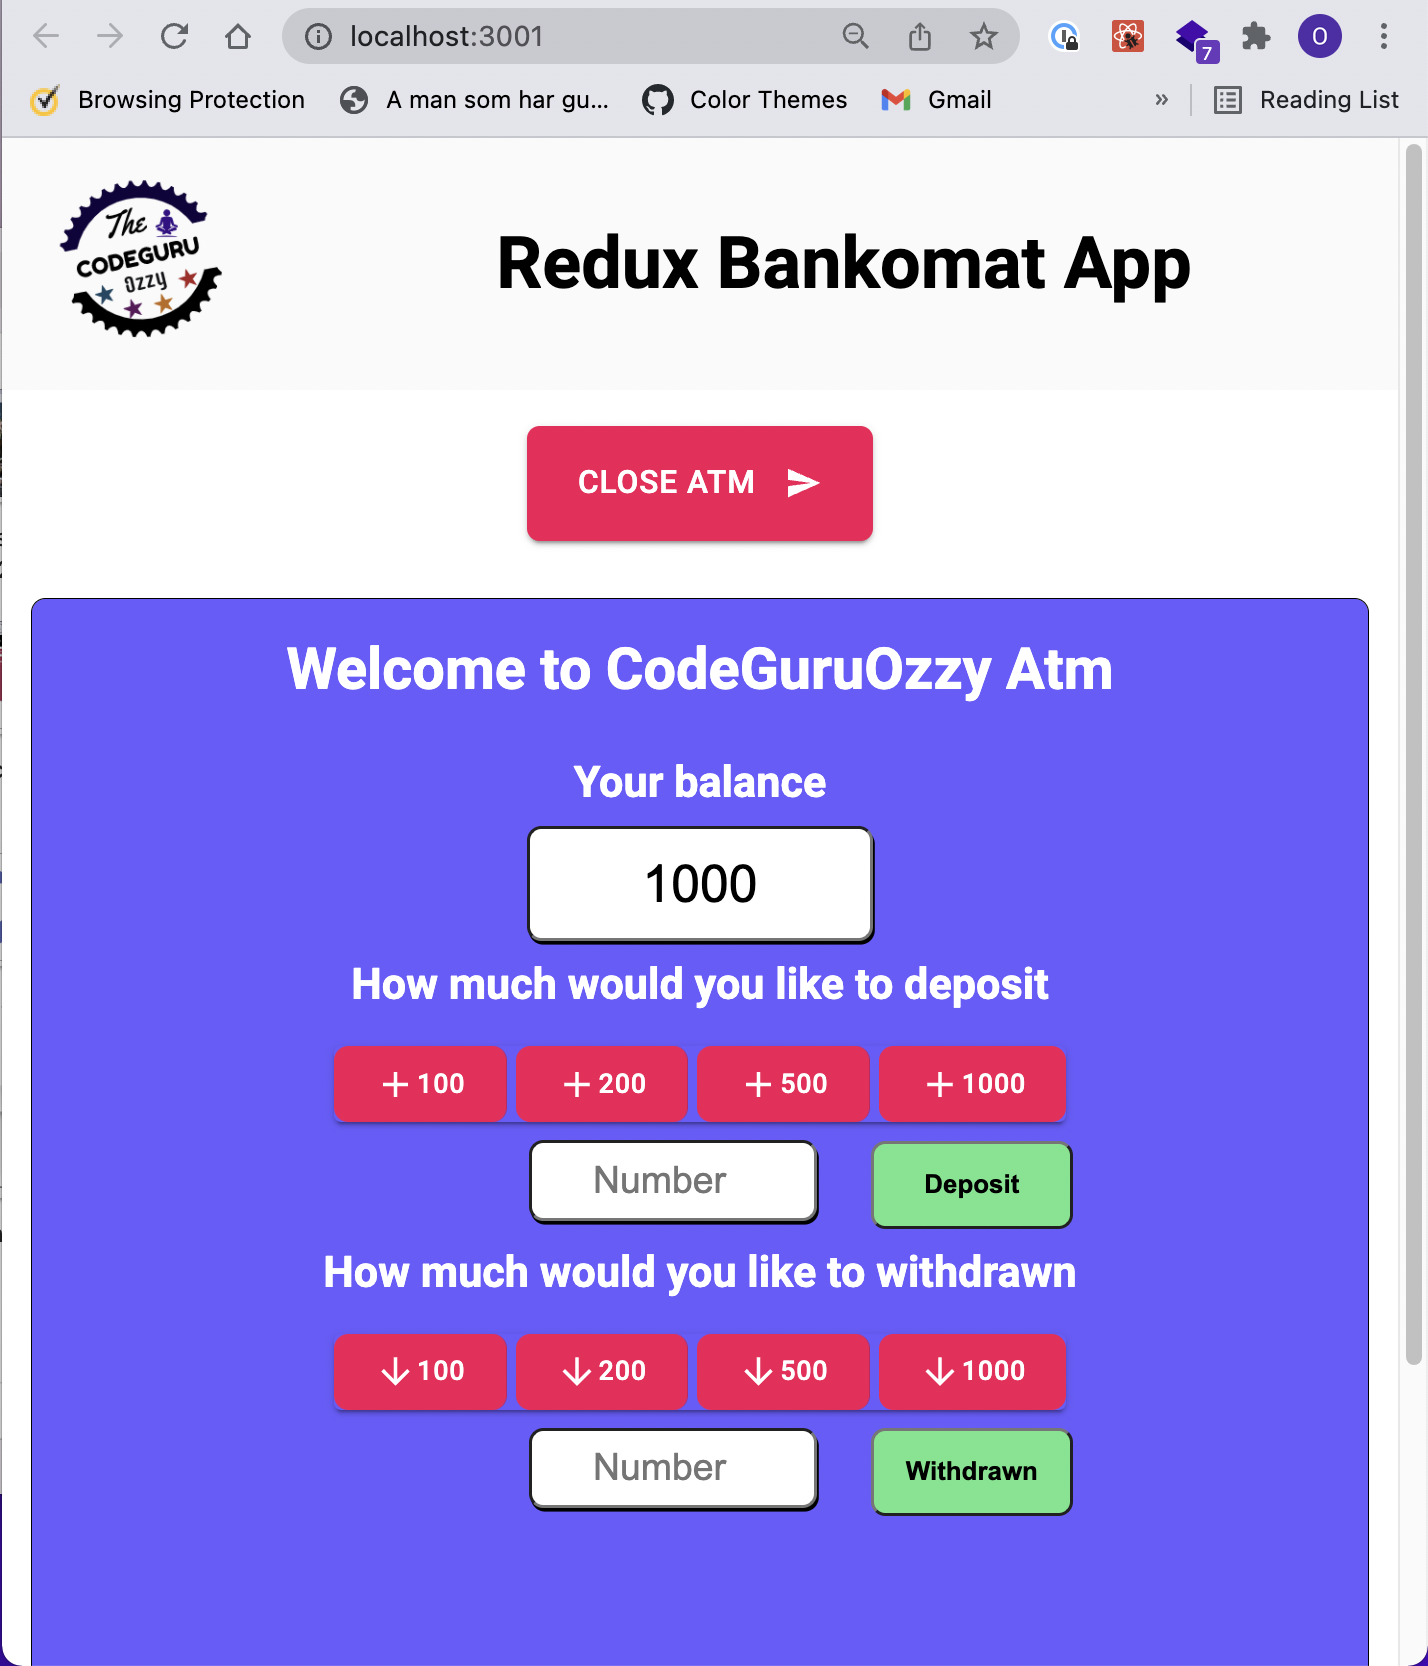 localhost:3001
7
O
Browsing Protection
A man som har gu...
Color Themes
Gmail
»
Reading List
The
CODEGURU
Ozzy
Redux Bankomat App
CLOSE ATM
Welcome to CodeGuruOzzy Atm
Your balance
1000
How much would you like to deposit
+ 100 + 200 + 500 + 1000
Number
Deposit
How much would you like to withdrawn
↓ 100 ↓ 200 ↓ 500 ↓ 1000
Number
Withdrawn